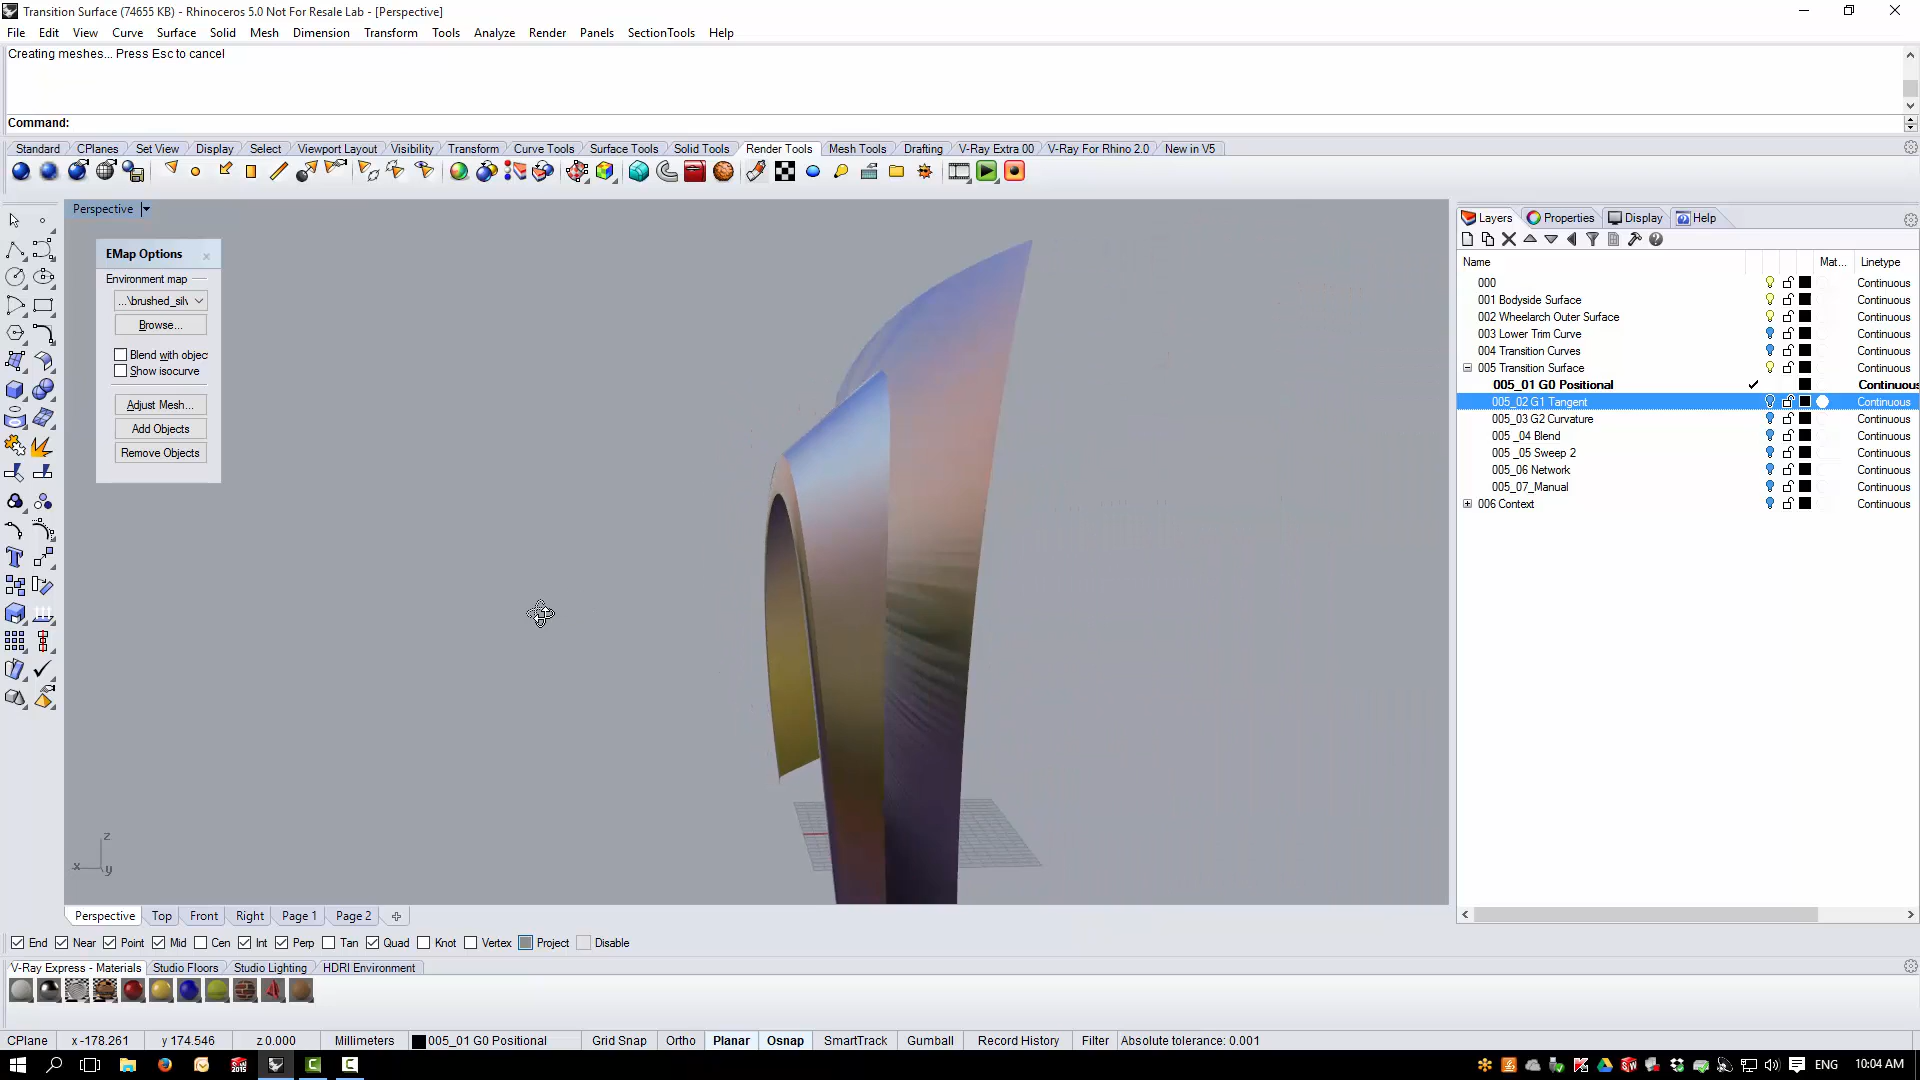 Transition Surface (74655 KB) - Rhinoceros 5.0 Not For Resale Lab - [Perspective]
File Edit View Curve Surface Solid Mesh Dimension Transform Tools Analyze Render Panels SectionTools Help
Creating meshes... Press Esc to cancel
Command:
Standard CPlanes Set View Display Select Viewport Layout Visibility Transform Curve Tools Surface Tools Solid Tools Render Tools Mesh Tools Drafting V-Ray Extra 00 V-Ray For Rhino 2.0 New in V5
Perspective
EMap Options
Environment map
...\brushed_silv
Browse...
Blend with objec
Show isocurve
Adjust Mesh...
Add Objects
Remove Objects
Layers Properties Display Help
Name Mat... Linetype
000 Continuous
001 Bodyside Surface Continuous
002 Wheelarch Outer Surface Continuous
003 Lower Trim Curve Continuous
004 Transition Curves Continuous
005 Transition Surface Continuous
005_01 G0 Positional Continuous
005_02 G1 Tangent Continuous
005_03 G2 Curvature Continuous
005 _04 Blend Continuous
005 _05 Sweep 2 Continuous
005_06 Network Continuous
005_07_Manual Continuous
006 Context Continuous
z
x y
Perspective Top Front Right Page 1 Page 2
End Near Point Mid Cen Int Perp Tan Quad Knot Vertex Project Disable
V-Ray Express - Materials Studio Floors Studio Lighting HDRI Environment
CPlane x -178.261 y 174.546 z 0.000 Millimeters 005_01 G0 Positional Grid Snap Ortho Planar Osnap SmartTrack Gumball Record History Filter Absolute tolerance: 0.001
ENG 10:04 AM